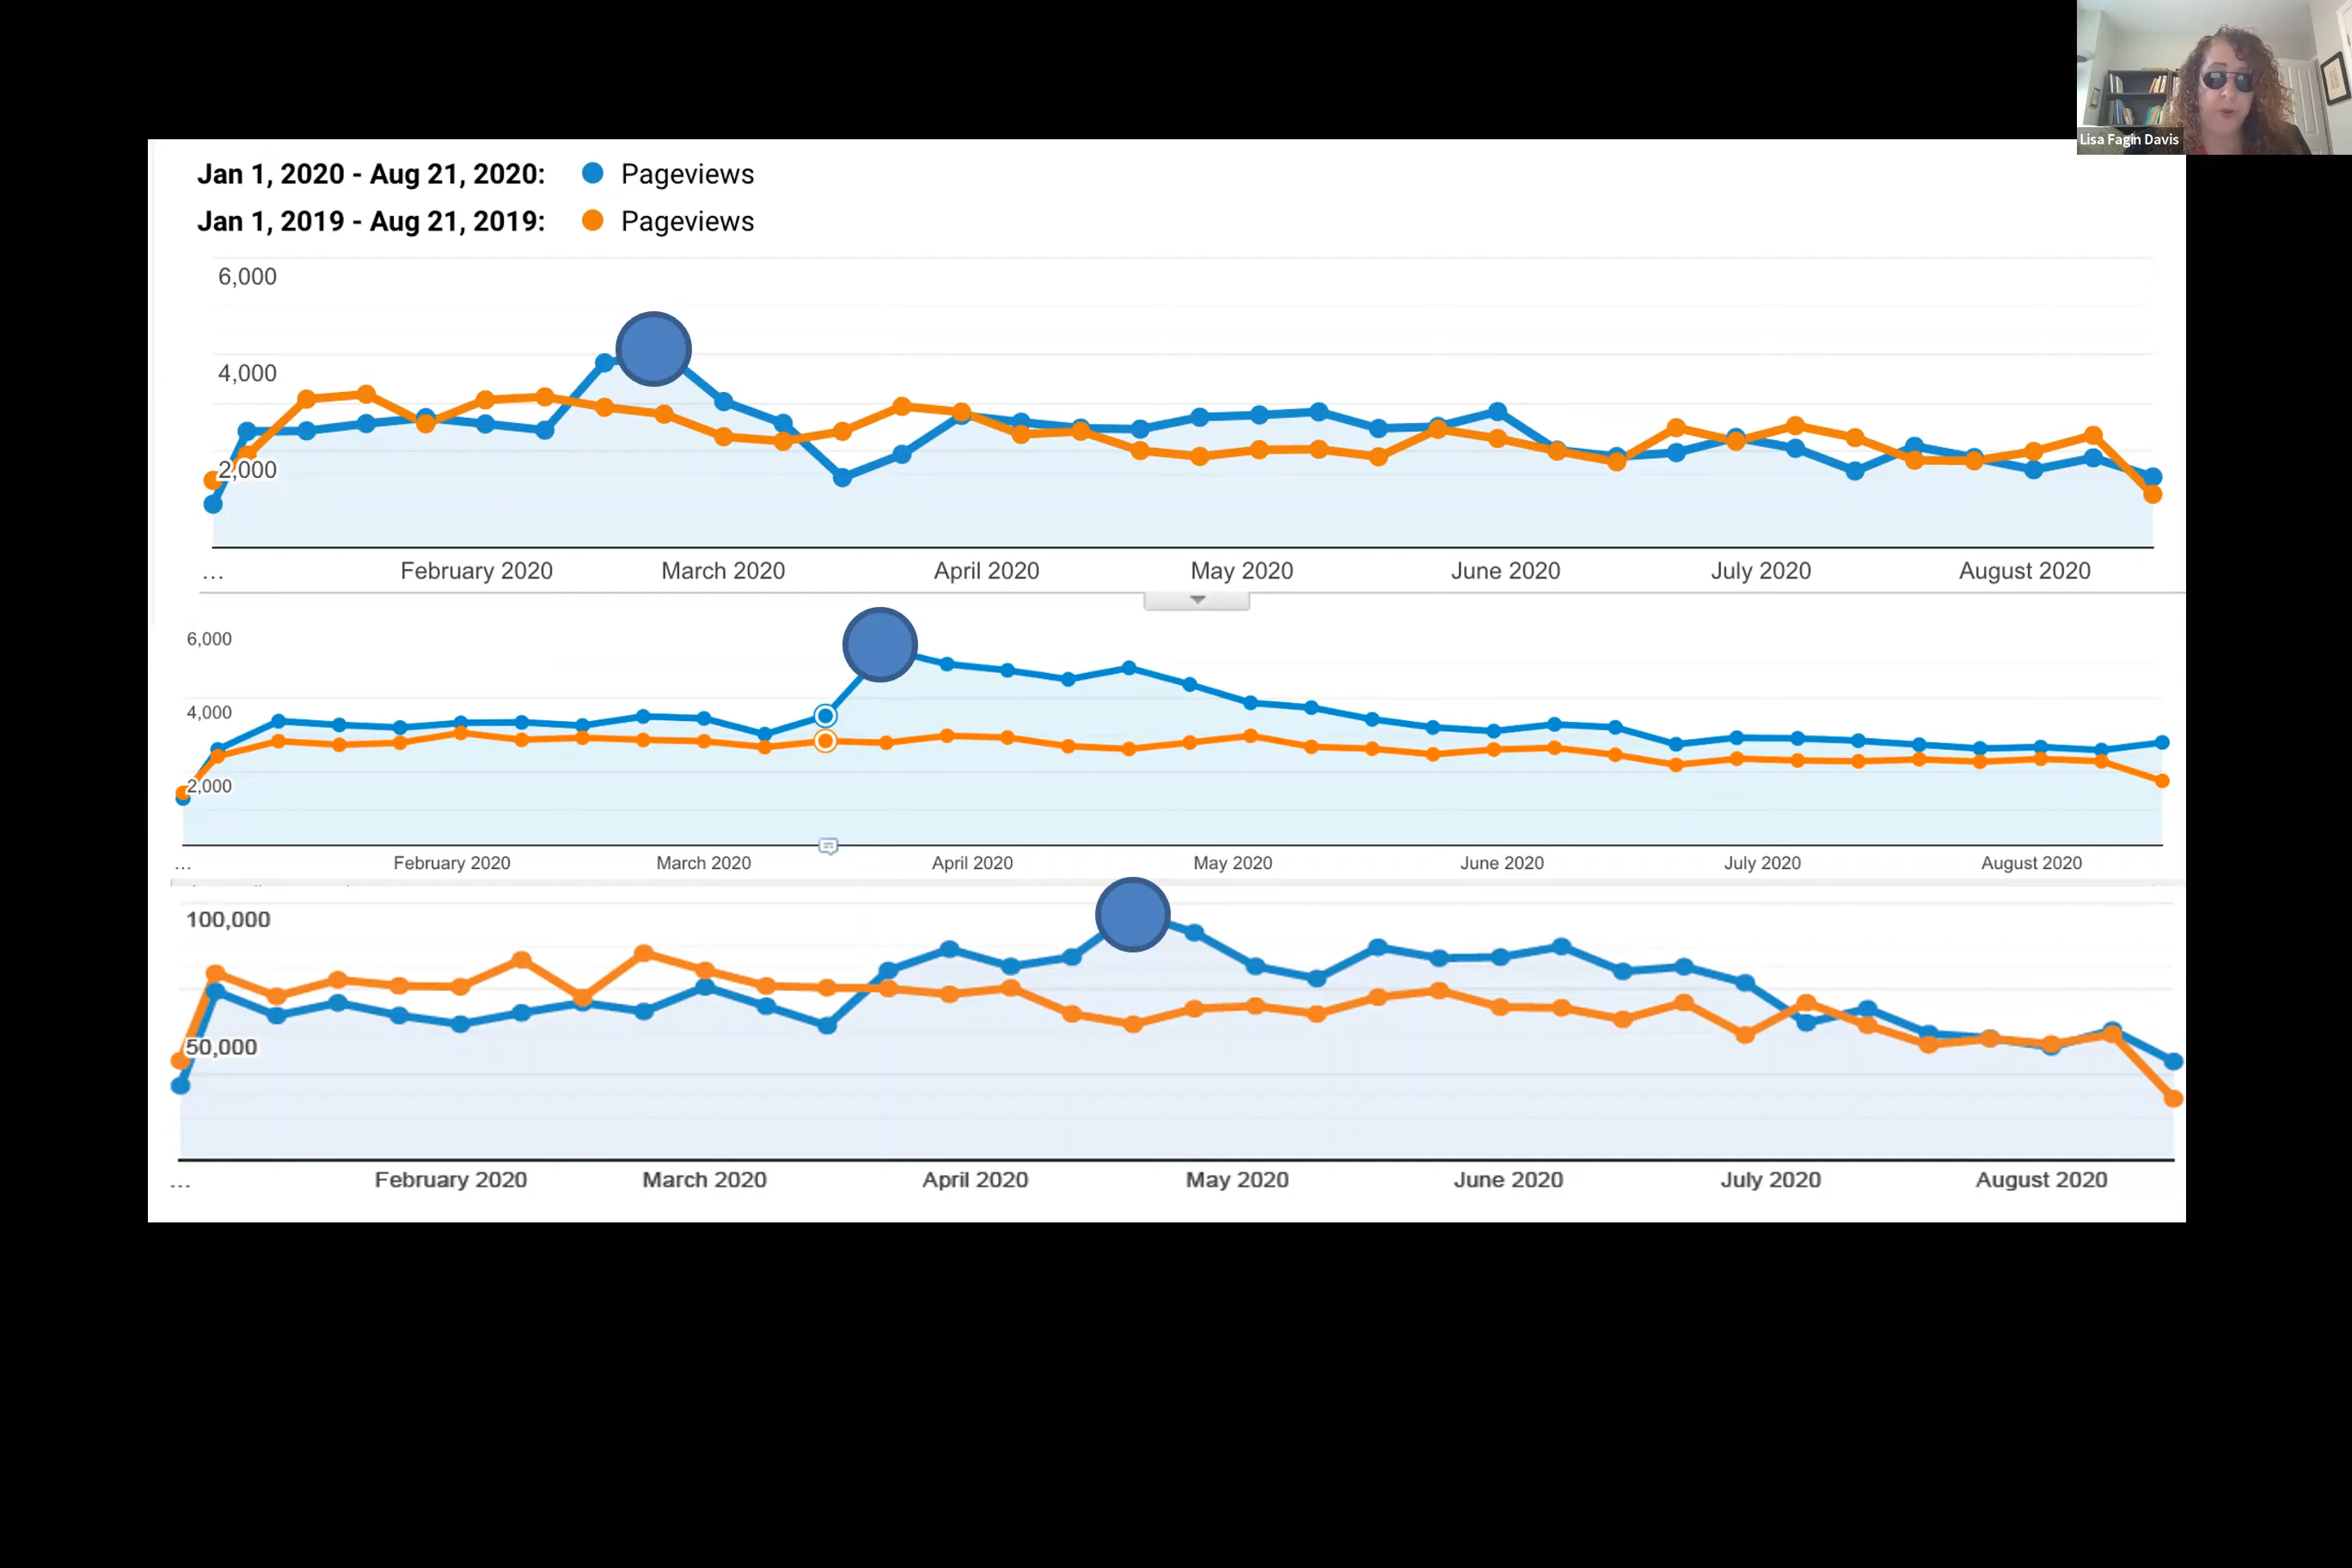 Lisa Fagin Davis
Jan 1, 2020 - Aug 21, 2020: Pageviews
Jan 1, 2019 - Aug 21, 2019: Pageviews
6,000
4,000
2,000
... February 2020 March 2020 April 2020 May 2020 June 2020 July 2020 August 2020
6,000
4,000
2,000
... February 2020 March 2020 April 2020 May 2020 June 2020 July 2020 August 2020
100,000
50,000
... February 2020 March 2020 April 2020 May 2020 June 2020 July 2020 August 2020